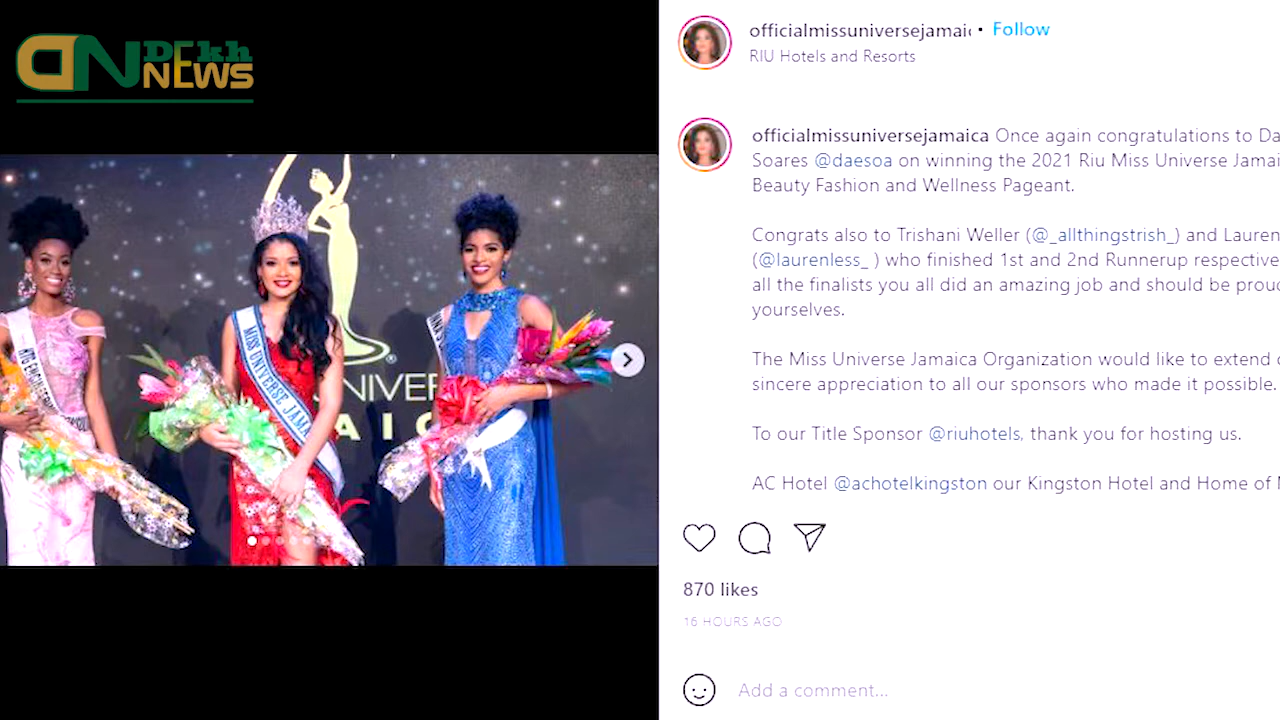 DEkh
DN NEWS
MISS UNIVERSE JAMA
UNIVER
AIC
officialmissuniversejamaic • Follow
RIU Hotels and Resorts
officialmissuniversejamaica Once again congratulations to Da
Soares @daesoa on winning the 2021 Riu Miss Universe Jamai
Beauty Fashion and Wellness Pageant.
Congrats also to Trishani Weller (@_allthingstrish_) and Lauren
(@laurenless_ ) who finished 1st and 2nd Runnerup respective
all the finalists you all did an amazing job and should be proud
yourselves.
The Miss Universe Jamaica Organization would like to extend o
sincere appreciation to all our sponsors who made it possible.
To our Title Sponsor @riuhotels, thank you for hosting us.
AC Hotel @achotelkingston our Kingston Hotel and Home of M
870 likes
16 HOURS AGO
Add a comment...